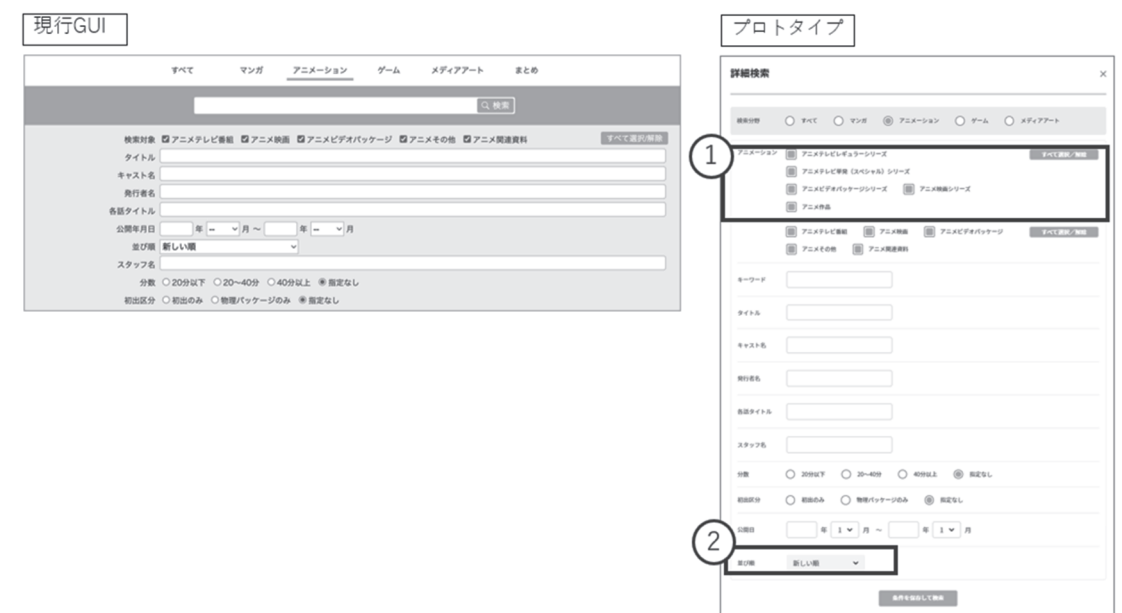 現行GUI
すべて マンガ アニメーション ゲーム メディアアート まとめ
検索
検索対象 アニメテレビ番組 アニメ映画 アニメビデオパッケージ アニメその他 アニメ関連資料 すべて選択/解除
タイトル
キャスト名
発行者名
各話タイトル
公開年月日 年 -- 月 ～ 年 -- 月
並び順 新しい順
スタッフ名
分数 20分以下 20～40分 40分以上 指定なし
初出区分 初出のみ 物理パッケージのみ 指定なし
プロトタイプ
詳細検索 ×
検索分野 すべて マンガ アニメーション ゲーム メディアアート
1
アニメーション アニメテレビレギュラーシリーズ すべて選択/解除
アニメテレビ単発（スペシャル）シリーズ
アニメビデオパッケージシリーズ アニメ映画シリーズ
アニメ作品
アニメテレビ番組 アニメ映画 アニメビデオパッケージ すべて選択/解除
アニメその他 アニメ関連資料
キーワード
タイトル
キャスト名
発行者名
各話タイトル
スタッフ名
分数 20分以下 20～40分 40分以上 指定なし
初出区分 初出のみ 物理パッケージのみ 指定なし
公開日 年 1 月 ～ 年 1 月
2
並び順 新しい順
条件を保存して検索